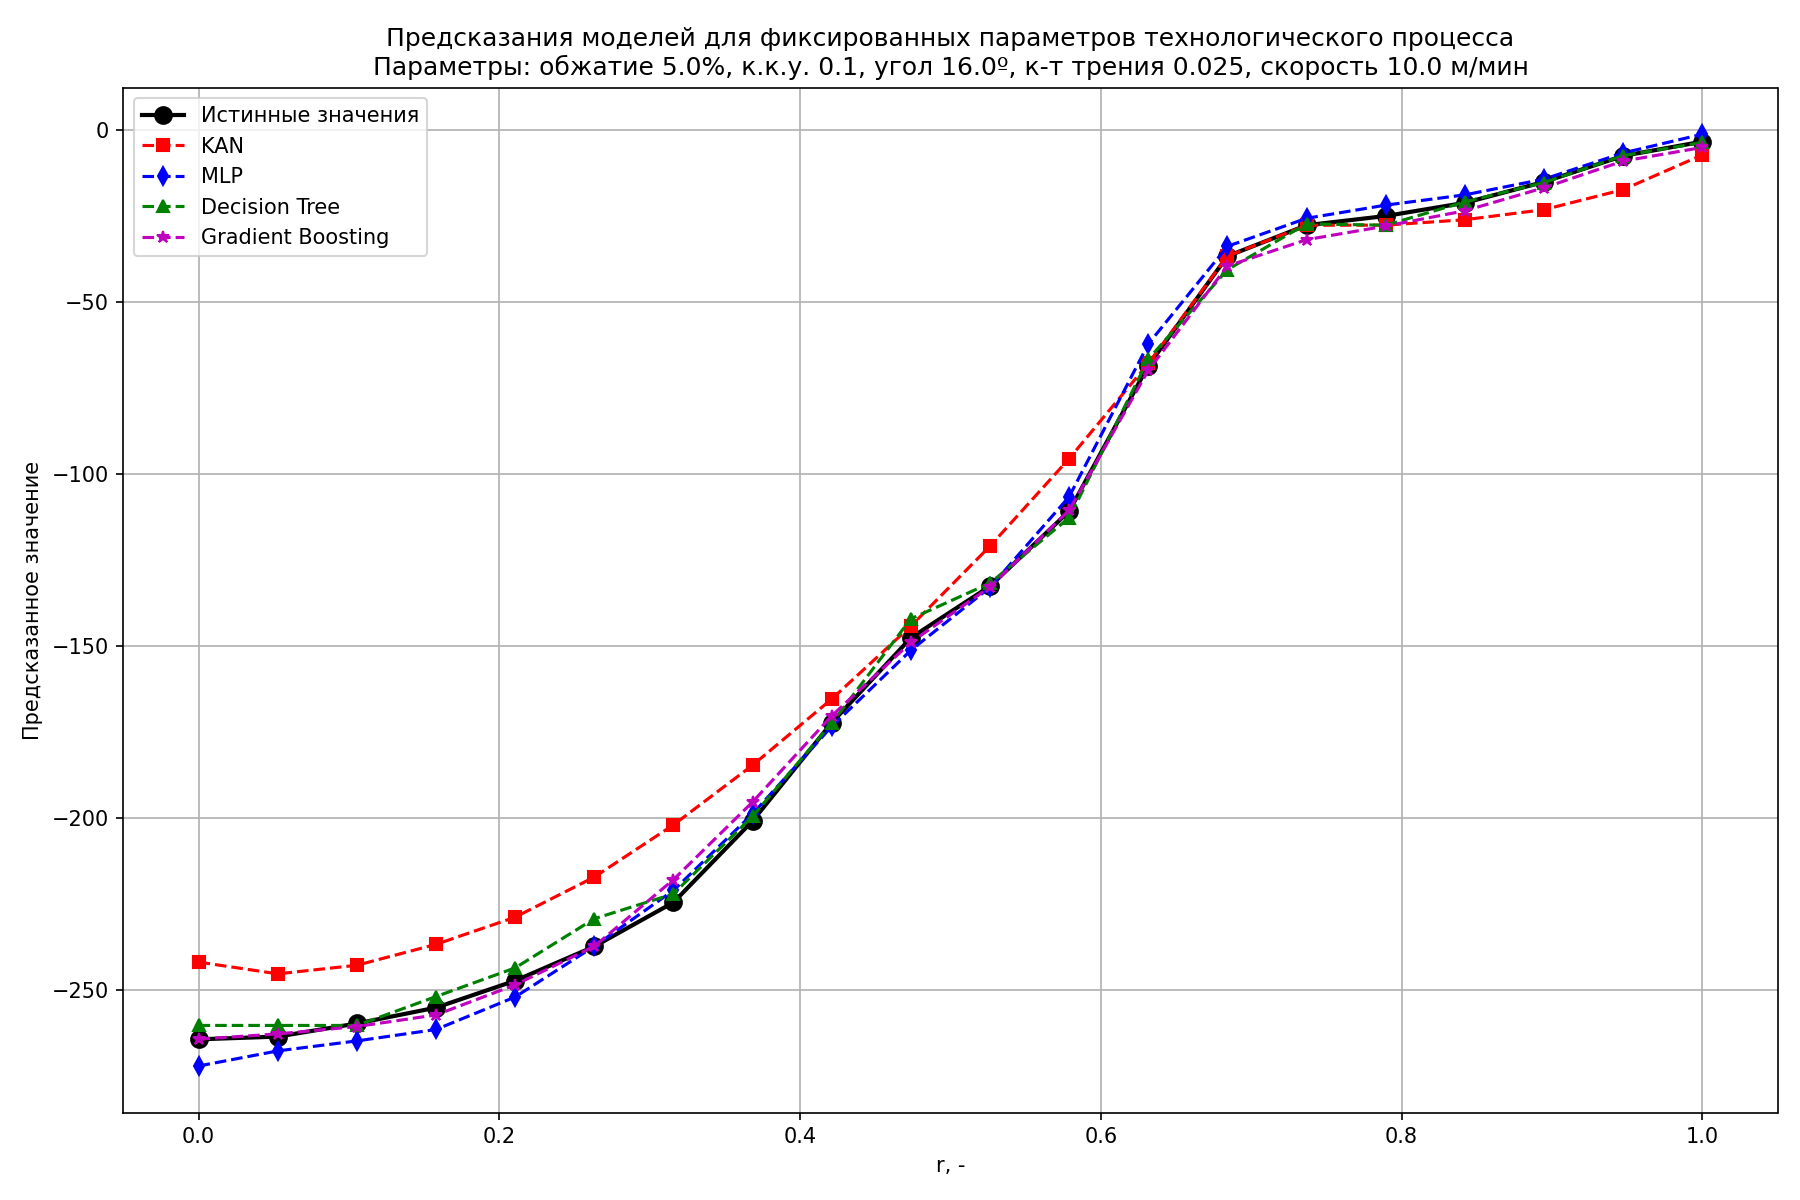 Предсказания моделей для фиксированных параметров технологического процесса
Параметры: обжатие 5.0%, к.к.у. 0.1, угол 16.0º, к-т трения 0.025, скорость 10.0 м/мин
Истинные значения
KAN
MLP
Decision Tree
Gradient Boosting
Предсказанное значение
0
−50
−100
−150
−200
−250
0.0 0.2 0.4 0.6 0.8 1.0
r, -